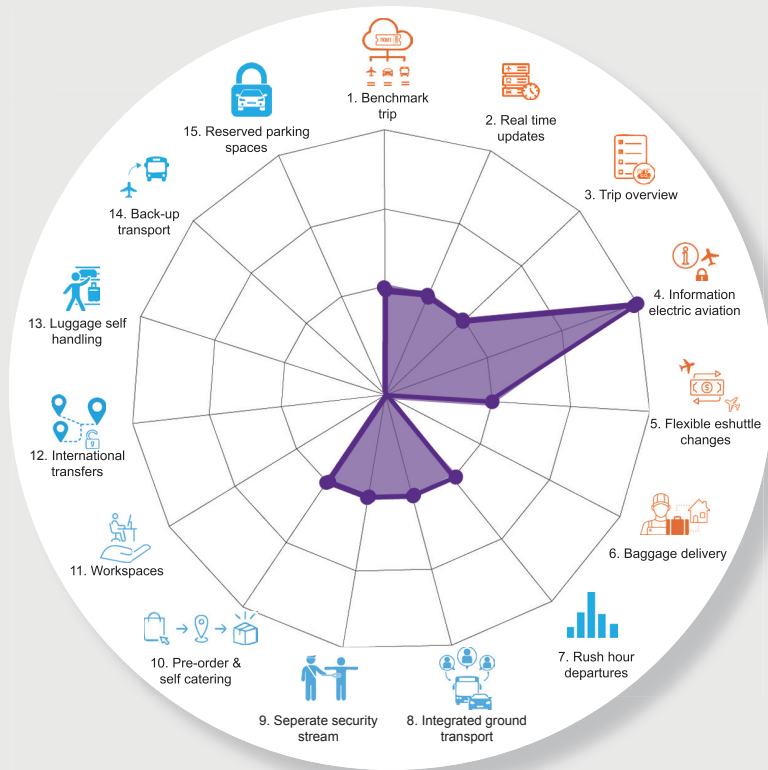 TICKET
1. Benchmark
trip
2. Real time
updates
3. Trip overview
4. Information
electric aviation
5. Flexible eshuttle
changes
6. Baggage delivery
7. Rush hour
departures
8. Integrated ground
transport
9. Seperate security
stream
10. Pre-order &
self catering
11. Workspaces
12. International
transfers
13. Luggage self
handling
14. Back-up
transport
15. Reserved parking
spaces